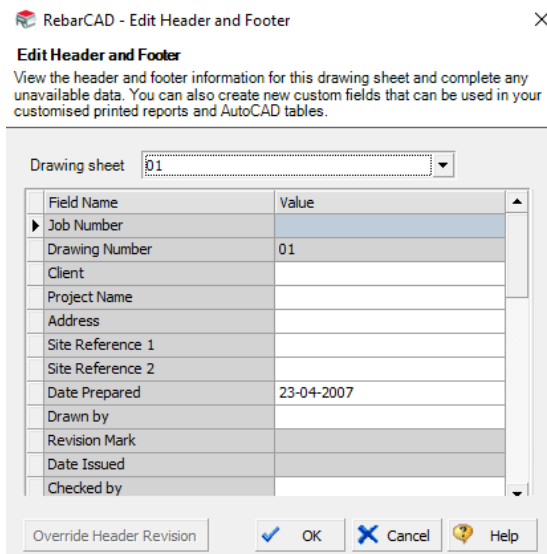 RebarCAD - Edit Header and Footer
Edit Header and Footer
View the header and footer information for this drawing sheet and complete any
unavailable data. You can also create new custom fields that can be used in your
customised printed reports and AutoCAD tables.
Drawing sheet 01
Field Name Value
Job Number
Drawing Number 01
Client
Project Name
Address
Site Reference 1
Site Reference 2
Date Prepared 23-04-2007
Drawn by
Revision Mark
Date Issued
Checked by
Override Header Revision OK Cancel Help